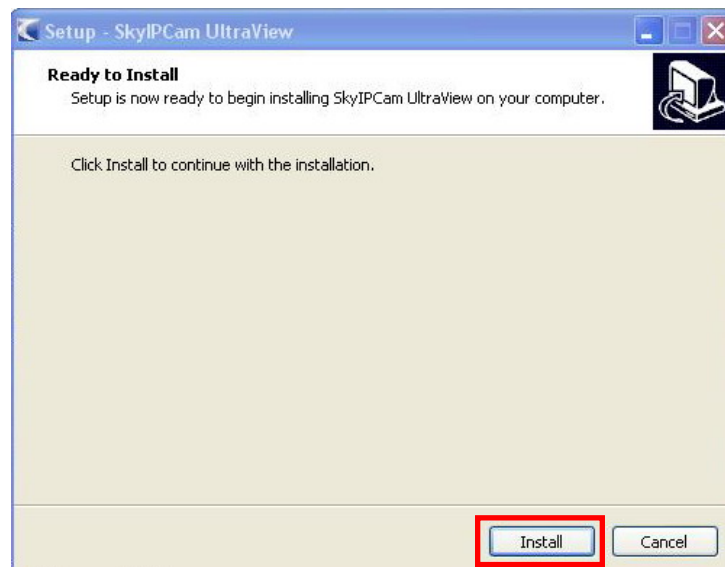 Setup - SkyIPCam UltraView
Ready to Install
Setup is now ready to begin installing SkyIPCam UltraView on your computer.
Click Install to continue with the installation.
Install
Cancel